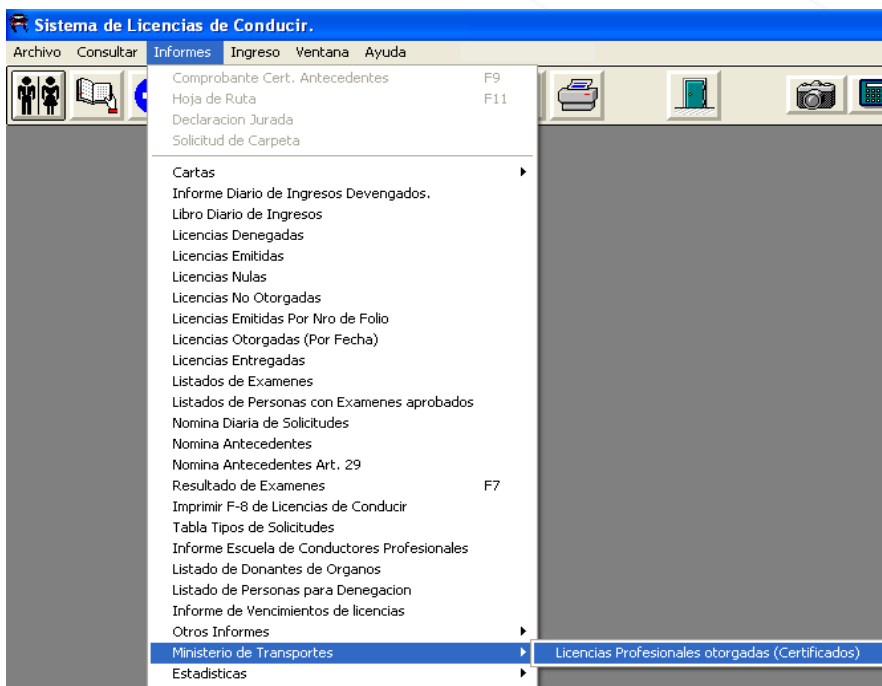 Sistema de Licencias de Conducir.
Archivo Consultar Informes Ingreso Ventana Ayuda
Comprobante Cert. Antecedentes F9
Hoja de Ruta F11
Declaracion Jurada
Solicitud de Carpeta
Cartas
Informe Diario de Ingresos Devengados.
Libro Diario de Ingresos
Licencias Denegadas
Licencias Emitidas
Licencias Nulas
Licencias No Otorgadas
Licencias Emitidas Por Nro de Folio
Licencias Otorgadas (Por Fecha)
Licencias Entregadas
Listados de Examenes
Listados de Personas con Examenes aprobados
Nomina Diaria de Solicitudes
Nomina Antecedentes
Nomina Antecedentes Art. 29
Resultado de Examenes F7
Imprimir F-8 de Licencias de Conducir
Tabla Tipos de Solicitudes
Informe Escuela de Conductores Profesionales
Listado de Donantes de Organos
Listado de Personas para Denegacion
Informe de Vencimientos de licencias
Otros Informes
Ministerio de Transportes Licencias Profesionales otorgadas (Certificados)
Estadisticas